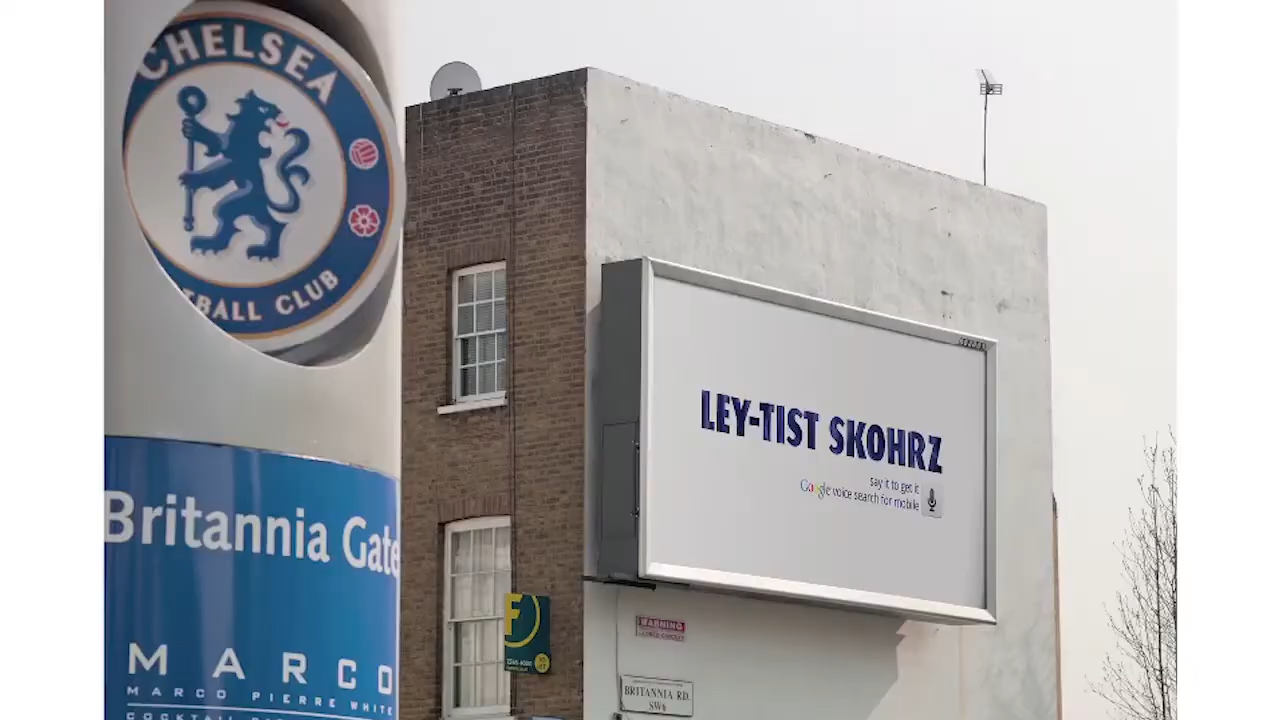 CHELSEA
TBALL CLUB
Britannia Gate
MARCO
MARCO PIERRE WHITE
LEY-TIST SKOHRZ
say it to get it
Google voice search for mobile
F
WARNING
BRITANNIA RD.
SW6